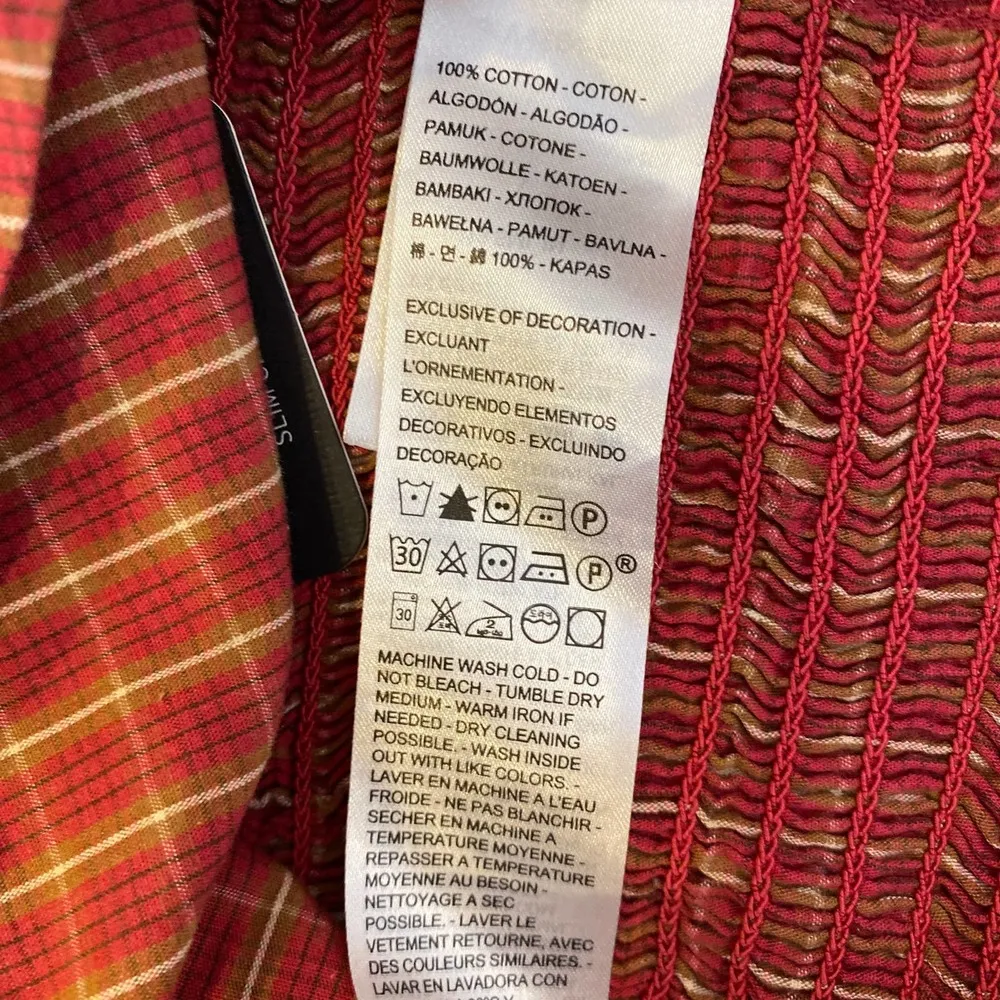 100% COTTON - COTON -
ALGODÓN - ALGODÃO -
PAMUK - COTONE -
BAUMWOLLE - KATOEN -
BAMBAKI - ХЛОПОК -
BAWEŁNA - PAMUT - BAVLNA -
棉 - 면 - 綿 100% - KAPAS
EXCLUSIVE OF DECORATION -
EXCLUANT
L'ORNEMENTATION -
EXCLUYENDO ELEMENTOS
DECORATIVOS - EXCLUINDO
DECORAÇÃO
P
30 P ®
30 2
MACHINE WASH COLD - DO
NOT BLEACH - TUMBLE DRY
MEDIUM - WARM IRON IF
NEEDED - DRY CLEANING
POSSIBLE. - WASH INSIDE
OUT WITH LIKE COLORS. -
LAVER EN MACHINE A L'EAU
FROIDE - NE PAS BLANCHIR -
SECHER EN MACHINE A
TEMPERATURE MOYENNE -
REPASSER A TEMPERATURE
MOYENNE AU BESOIN -
NETTOYAGE A SEC
POSSIBLE. - LAVER LE
VETEMENT RETOURNE, AVEC
DES COULEURS SIMILAIRES. -
LAVAR EN LAVADORA CON
SLIM